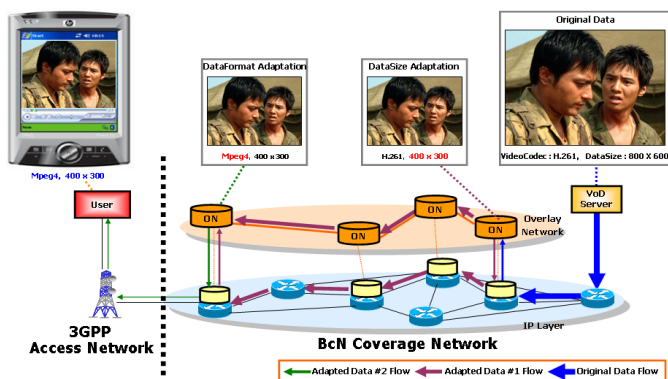 Original Data
DataFormat Adaptation
DataSize Adaptation
Mpeg4, 400 x 300
H.261, 400 x 300
VideoCodec : H.261, DataSize : 800 X 600
Mpeg4, 400 x 300
User
VoD
Server
ON
ON
ON
ON
Overlay
Network
IP Layer
3GPP
Access Network
BcN Coverage Network
Adapted Data #2 Flow
Adapted Data #1 Flow
Original Data Flow